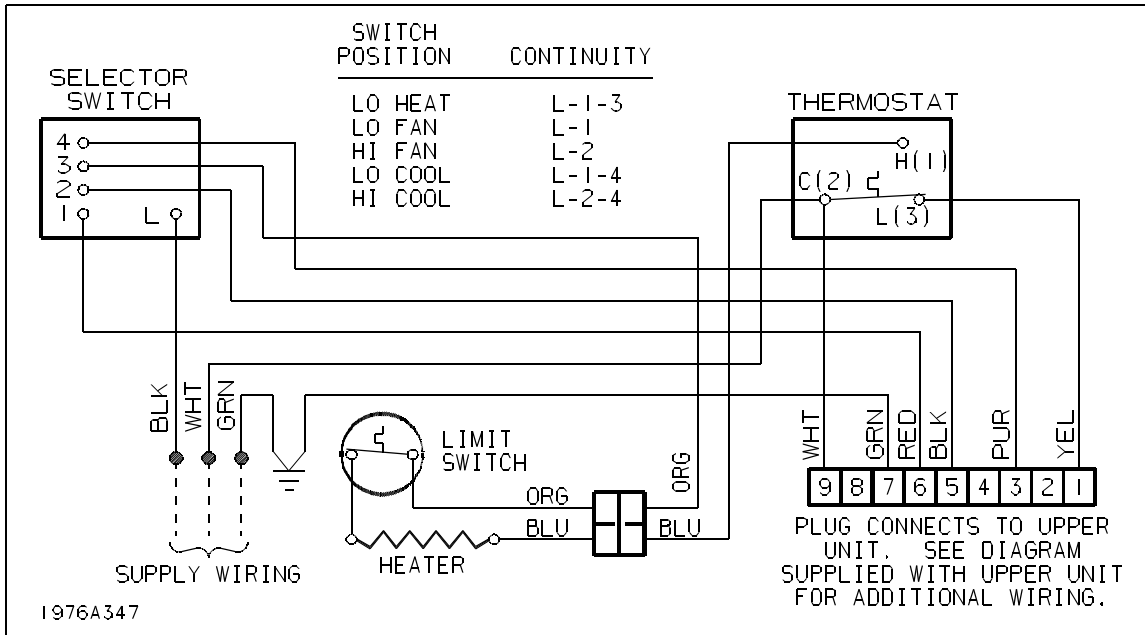 SWITCH
POSITION CONTINUITY
LO HEAT L-1-3
LO FAN L-1
HI FAN L-2
LO COOL L-1-4
HI COOL L-2-4
SELECTOR
SWITCH
4
3
2
1 L
THERMOSTAT
H(1)
C(2)
L(3)
BLK
WHT
GRN
SUPPLY WIRING
LIMIT
SWITCH
ORG
BLU
HEATER
ORG
BLU
WHT
GRN
RED
BLK
PUR
YEL
9 8 7 6 5 4 3 2 1
PLUG CONNECTS TO UPPER
UNIT. SEE DIAGRAM
SUPPLIED WITH UPPER UNIT
FOR ADDITIONAL WIRING.
1976A347